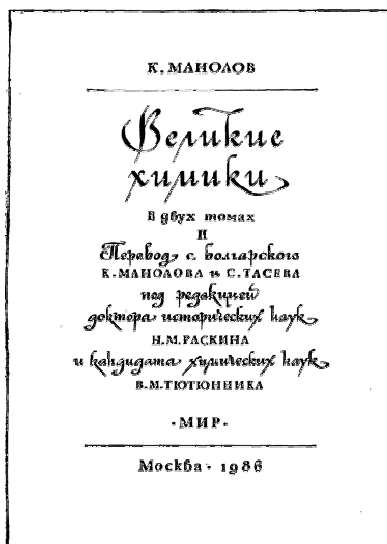 К. МАНОЛОВ
Великие
химики
В двух томах
II
Перевод с болгарского
К. МАНОЛОВА и С. ТАСЕВА
под редакцией
доктора исторических наук
Н. М. РАСКИНА
и кандидата химических наук
В. М. ТЮТЮННИКА
·МИР·
Москва · 1986